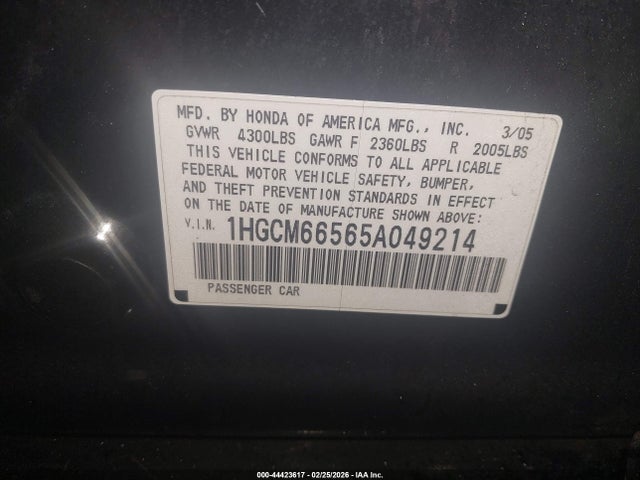 MFD. BY HONDA OF AMERICA MFG., INC. 3/05
GVWR 4300LBS GAWR F 2360LBS R 2005LBS
THIS VEHICLE CONFORMS TO ALL APPLICABLE
FEDERAL MOTOR VEHICLE SAFETY, BUMPER,
AND THEFT PREVENTION STANDARDS IN EFFECT
ON THE DATE OF MANUFACTURE SHOWN ABOVE:
V.I.N. 1HGCM66565A049214
PASSENGER CAR
000-44423617 - 02/25/2026 - IAA Inc.